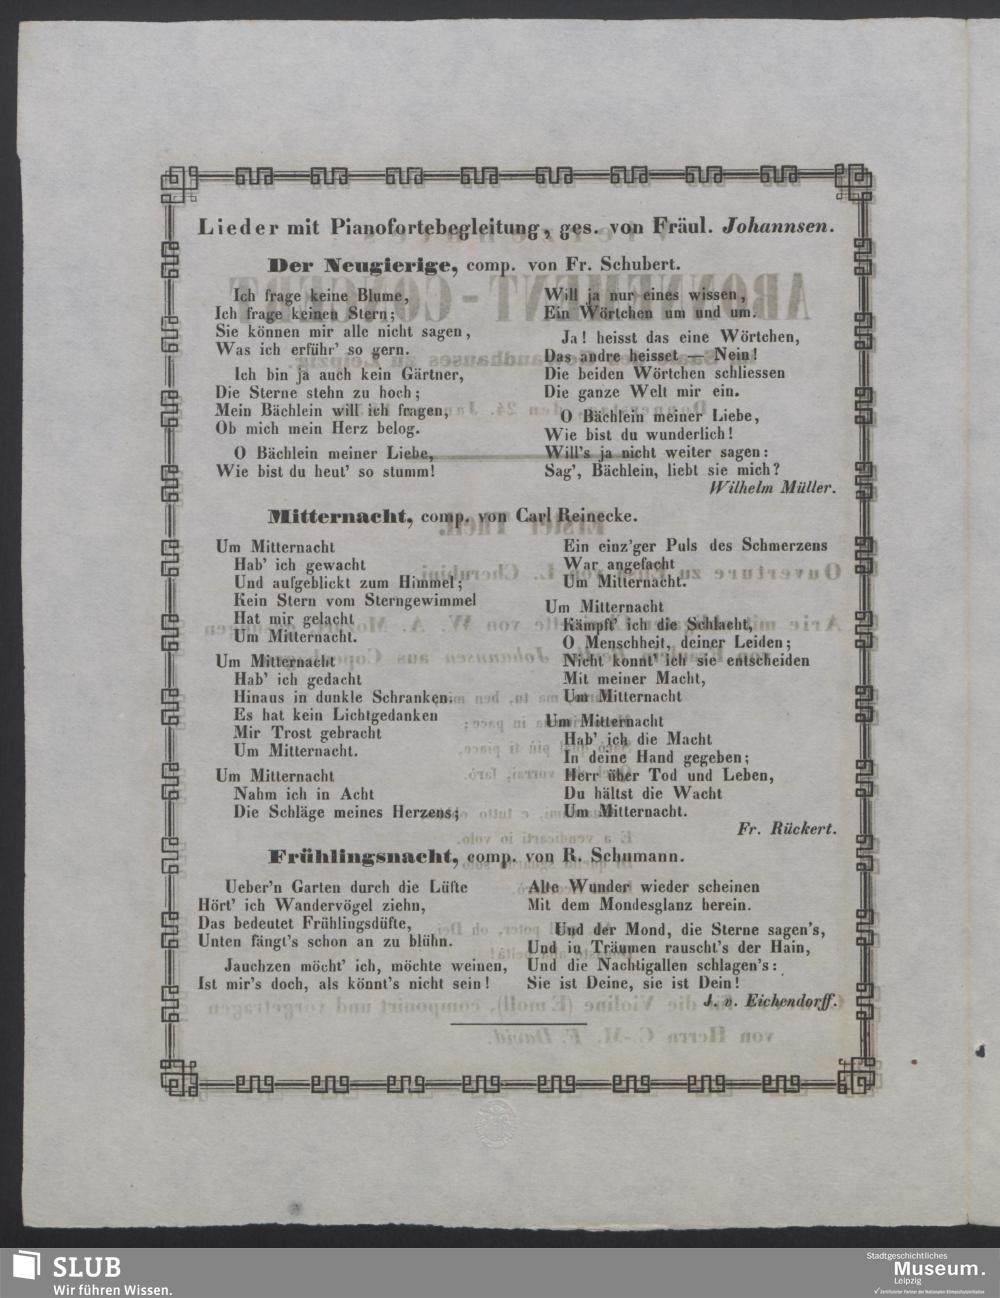 Lieder mit Pianofortebegleitung, ges. von Fräul. Johannsen.
Der Neugierige, comp. von Fr. Schubert.
Ich frage keine Blume,
Ich frage keinen Stern;
Sie können mir alle nicht sagen,
Was ich erführ' so gern.
Ich bin ja auch kein Gärtner,
Die Sterne stehn zu hoch;
Mein Bächlein will ich fragen,
Ob mich mein Herz belog.
O Bächlein meiner Liebe,
Wie bist du heut' so stumm!
Will ja nur eines wissen,
Ein Wörtchen um und um.
Ja! heisst das eine Wörtchen,
Das andre heisset — Nein!
Die beiden Wörtchen schliessen
Die ganze Welt mir ein.
O Bächlein meiner Liebe,
Wie bist du wunderlich!
Will's ja nicht weiter sagen:
Sag', Bächlein, liebt sie mich?
Wilhelm Müller.
Mitternacht, comp. von Carl Reinecke.
Um Mitternacht
Hab' ich gewacht
Und aufgeblickt zum Himmel;
Kein Stern vom Sterngewimmel
Hat mir gelacht
Um Mitternacht.
Um Mitternacht
Hab' ich gedacht
Hinaus in dunkle Schranken.
Es hat kein Lichtgedanken
Mir Trost gebracht
Um Mitternacht.
Um Mitternacht
Nahm ich in Acht
Die Schläge meines Herzens;
Ein einz'ger Puls des Schmerzens
War angefacht
Um Mitternacht.
Um Mitternacht
Kämpft' ich die Schlacht,
O Menschheit, deiner Leiden;
Nicht konnt' ich sie entscheiden
Mit meiner Macht,
Um Mitternacht
Um Mitternacht
Hab' ich die Macht
In deine Hand gegeben;
Herr über Tod und Leben,
Du hältst die Wacht
Um Mitternacht.
Fr. Rückert.
Frühlingsnacht, comp. von R. Schumann.
Ueber'n Garten durch die Lüfte
Hört' ich Wandervögel ziehn,
Das bedeutet Frühlingsdüfte,
Unten fängt's schon an zu blühn.
Jauchzen möcht' ich, möchte weinen,
Ist mir's doch, als könnt's nicht sein!
Alte Wunder wieder scheinen
Mit dem Mondesglanz herein.
Und der Mond, die Sterne sagen's,
Und in Träumen rauscht's der Hain,
Und die Nachtigallen schlagen's:
Sie ist Deine, sie ist Dein!
J. v. Eichendorff.
SLUB
Wir führen Wissen.
Stadtgeschichtliches
Museum.
Leipzig
Zertifizierter Partner der Nationalen Klimaschutzinitiative